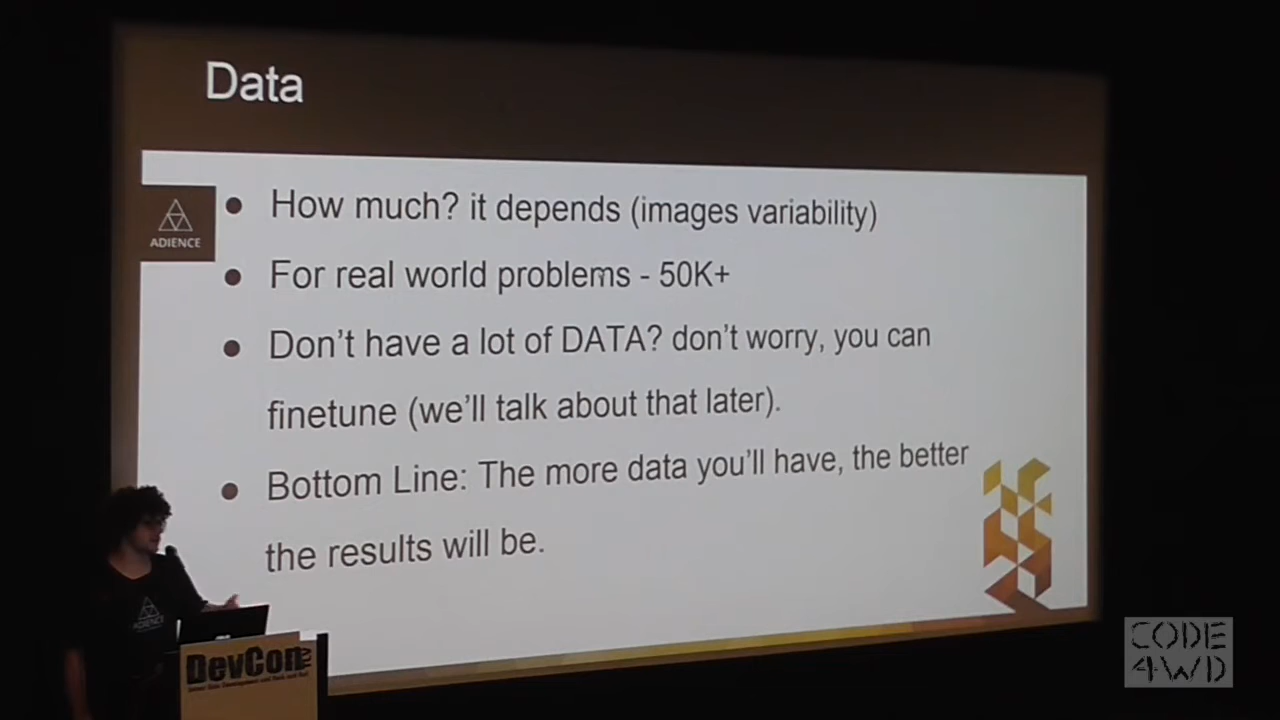 Data
ADIENCE
How much? it depends (images variability)
For real world problems - 50K+
Don't have a lot of DATA? don't worry, you can
finetune (we'll talk about that later).
Bottom Line: The more data you'll have, the better
the results will be.
ADIENCE
DevCon
TLV
CODE
4WD